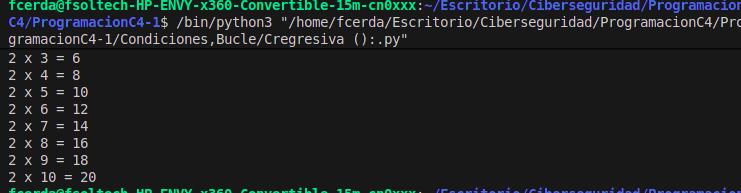 fcerda@fsoltech-HP-ENVY-x360-Convertible-15m-cn0xxx:~/Escritorio/Ciberseguridad/Programacion
C4/ProgramacionC4-1$ /bin/python3 "/home/fcerda/Escritorio/Ciberseguridad/ProgramacionC4/Pro
gramacionC4-1/Condiciones,Bucle/Cregresiva ():.py"
2 x 3 = 6
2 x 4 = 8
2 x 5 = 10
2 x 6 = 12
2 x 7 = 14
2 x 8 = 16
2 x 9 = 18
2 x 10 = 20
fcerda@fsoltech-HP-ENVY-x360-Convertible-15m-cn0xxx:~/Escritorio/Ciberseguridad/Programacion